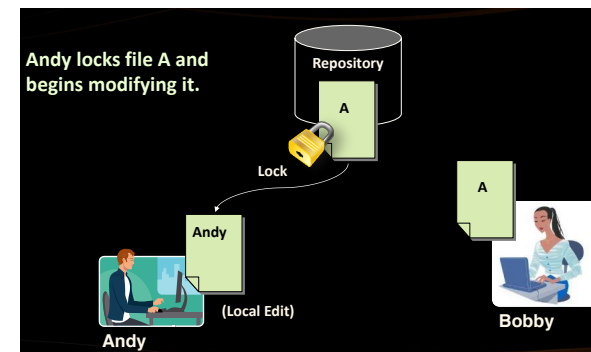 Andy locks file A and
begins modifying it.
Repository
A
Lock
A
Andy
(Local Edit)
Andy
Bobby